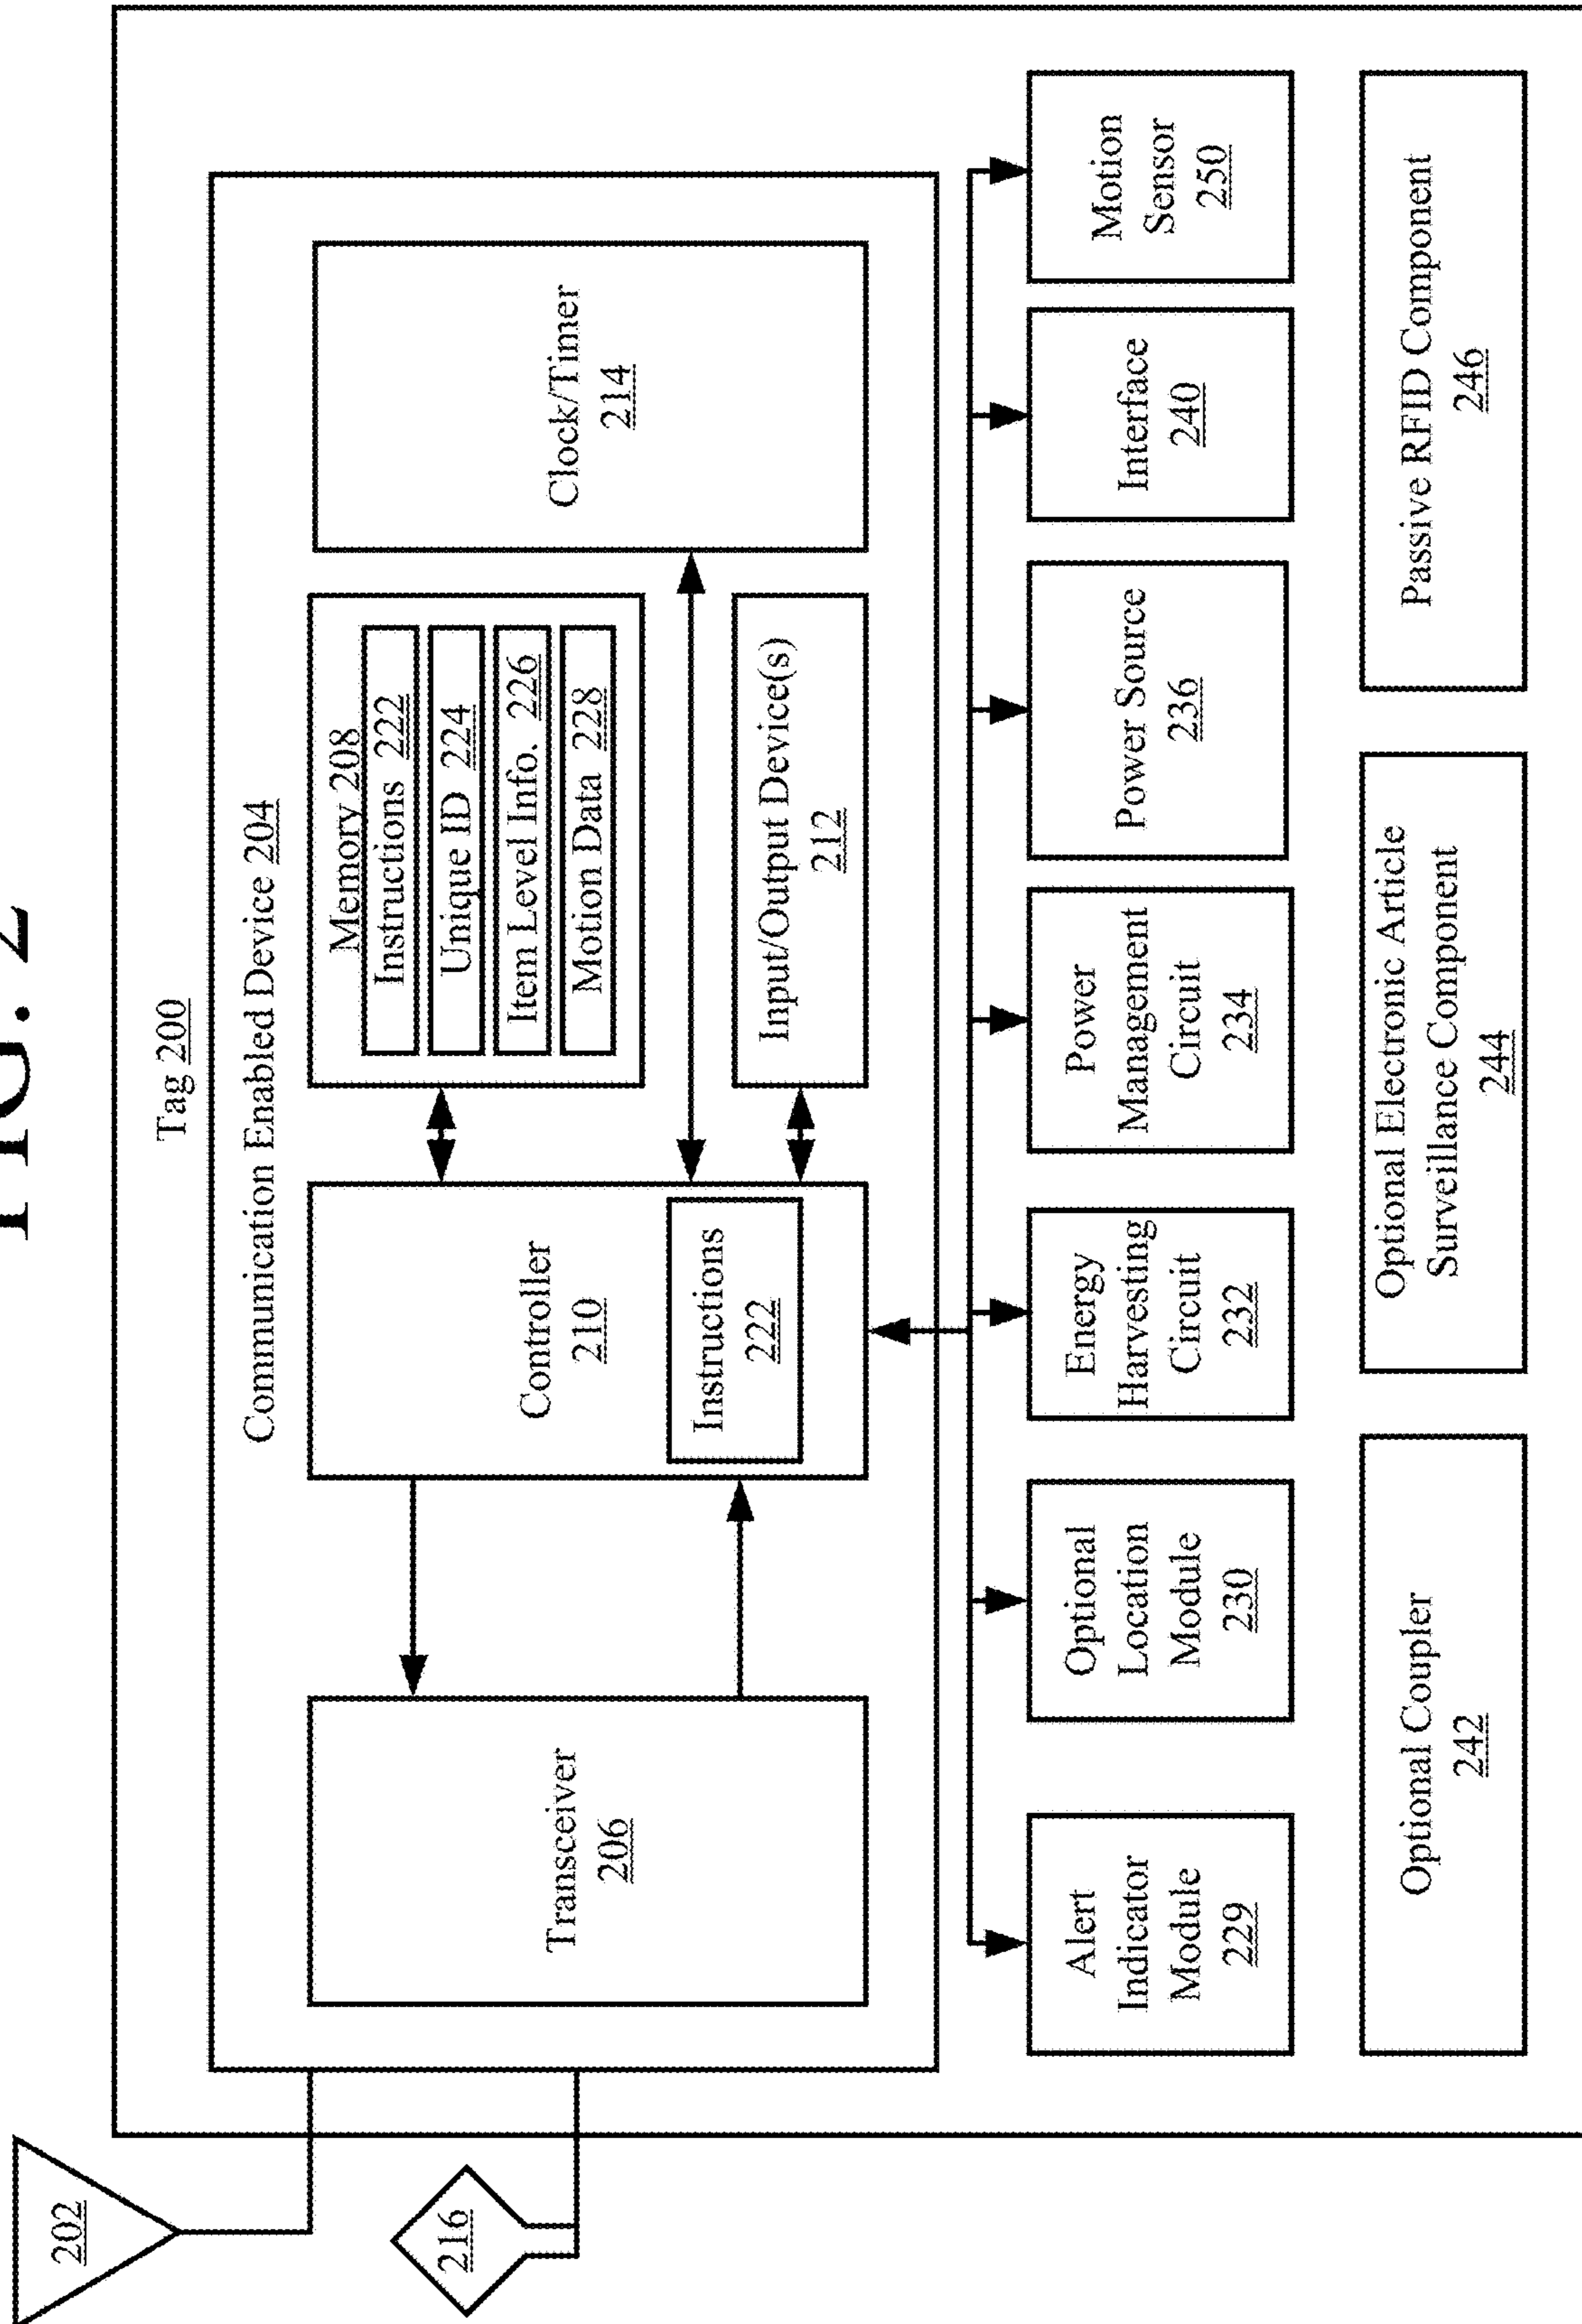 FIG. 2
Tag 200
Communication Enabled Device 204
202
216
Transceiver
206
Controller
210
Instructions
222
Memory 208
Instructions 222
Unique ID 224
Item Level Info. 226
Motion Data 228
Input/Output Device(s)
212
Clock/Timer
214
Alert
Indicator
Module
229
Optional
Location
Module
230
Energy
Harvesting
Circuit
232
Power
Management
Circuit
234
Power Source
236
Interface
240
Motion
Sensor
250
Optional Coupler
242
Optional Electronic Article
Surveillance Component
244
Passive RFID Component
246